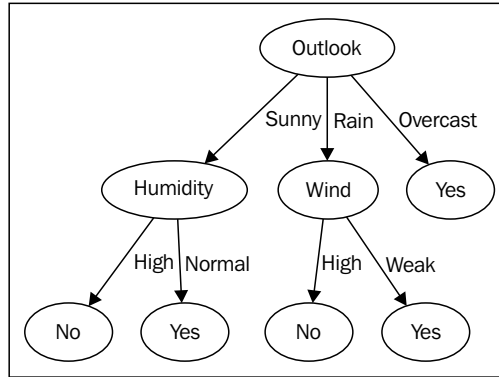 Outlook
Sunny Rain Overcast
Humidity Wind Yes
High Normal High Weak
No Yes No Yes